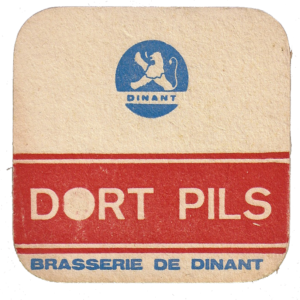 DINANT
DORT PILS
BRASSERIE DE DINANT